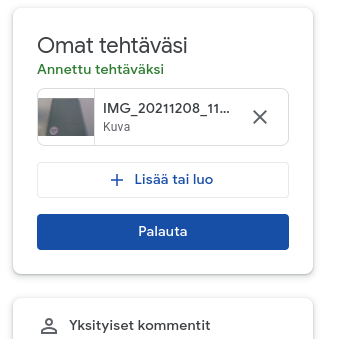 Omat tehtäväsi
Annettu tehtäväksi
IMG_20211208_11...
Kuva
Lisää tai luo
Palauta
Yksityiset kommentit